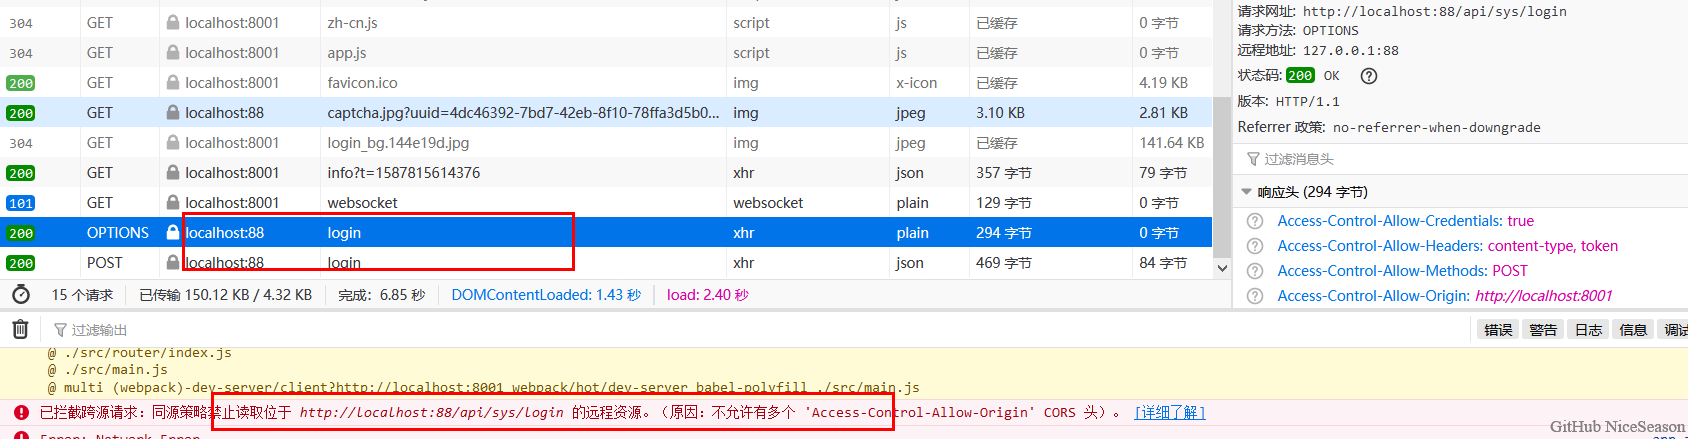 304 GET localhost:8001 zh-cn.js script js 已缓存 0 字节
304 GET localhost:8001 app.js script js 已缓存 0 字节
200 GET localhost:8001 favicon.ico img x-icon 已缓存 4.19 KB
200 GET localhost:88 captcha.jpg?uuid=4dc46392-7bd7-42eb-8f10-78ffa3d5b0... img jpeg 3.10 KB 2.81 KB
304 GET localhost:8001 login_bg.144e19d.jpg img jpeg 已缓存 141.64 KB
200 GET localhost:8001 info?t=1587815614376 xhr json 357 字节 79 字节
101 GET localhost:8001 websocket websocket plain 129 字节 0 字节
200 OPTIONS localhost:88 login xhr plain 294 字节 0 字节
200 POST localhost:88 login xhr json 469 字节 84 字节
15 个请求 已传输 150.12 KB / 4.32 KB 完成: 6.85 秒 DOMContentLoaded: 1.43 秒 load: 2.40 秒
请求网址: http://localhost:88/api/sys/login
请求方法: OPTIONS
远程地址: 127.0.0.1:88
状态码: 200 OK
版本: HTTP/1.1
Referrer 政策: no-referrer-when-downgrade
过滤消息头
响应头 (294 字节)
Access-Control-Allow-Credentials: true
Access-Control-Allow-Headers: content-type, token
Access-Control-Allow-Methods: POST
Access-Control-Allow-Origin: http://localhost:8001
过滤输出 错误 警告 日志 信息 调试
@ ./src/router/index.js
@ ./src/main.js
@ multi (webpack)-dev-server/client?http://localhost:8001 webpack/hot/dev-server babel-polyfill ./src/main.js
已拦截跨源请求：同源策略禁止读取位于 http://localhost:88/api/sys/login 的远程资源。（原因：不允许有多个 'Access-Control-Allow-Origin' CORS 头）。 [详细了解]
Error: Network Error
GitHub NiceSeason